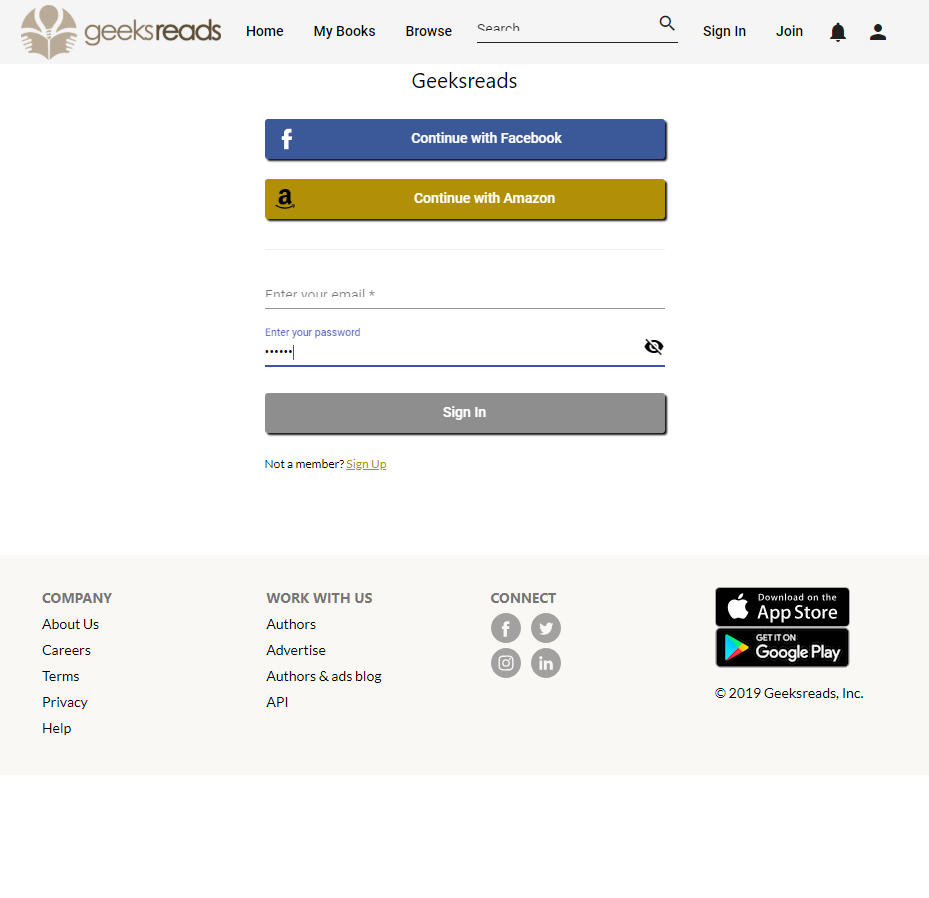 geeksreads Home My Books Browse Search Sign In Join
Geeksreads
Continue with Facebook
a Continue with Amazon
Enter your email *
Enter your password
••••••
Sign In
Not a member? Sign Up
COMPANY
About Us
Careers
Terms
Privacy
Help
WORK WITH US
Authors
Advertise
Authors & ads blog
API
CONNECT
Download on the
App Store
GET IT ON
Google Play
© 2019 Geeksreads, Inc.